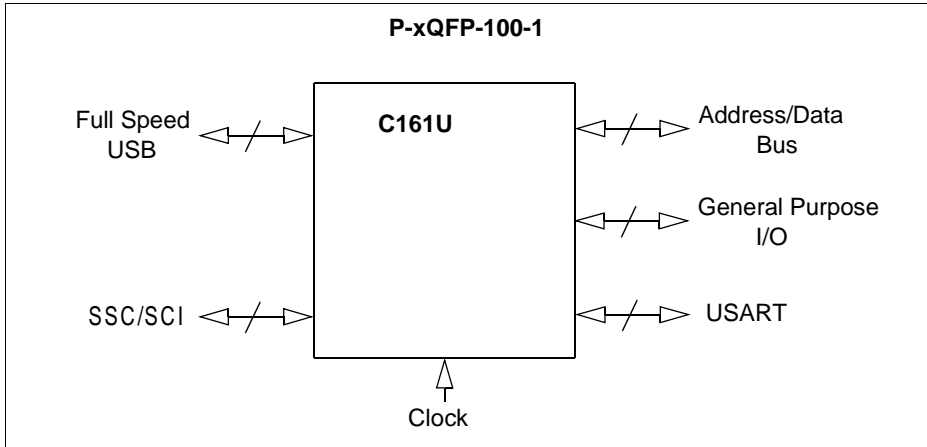 P-xQFP-100-1
C161U
Full Speed
USB
Address/Data
Bus
General Purpose
I/O
SSC/SCI
USART
Clock